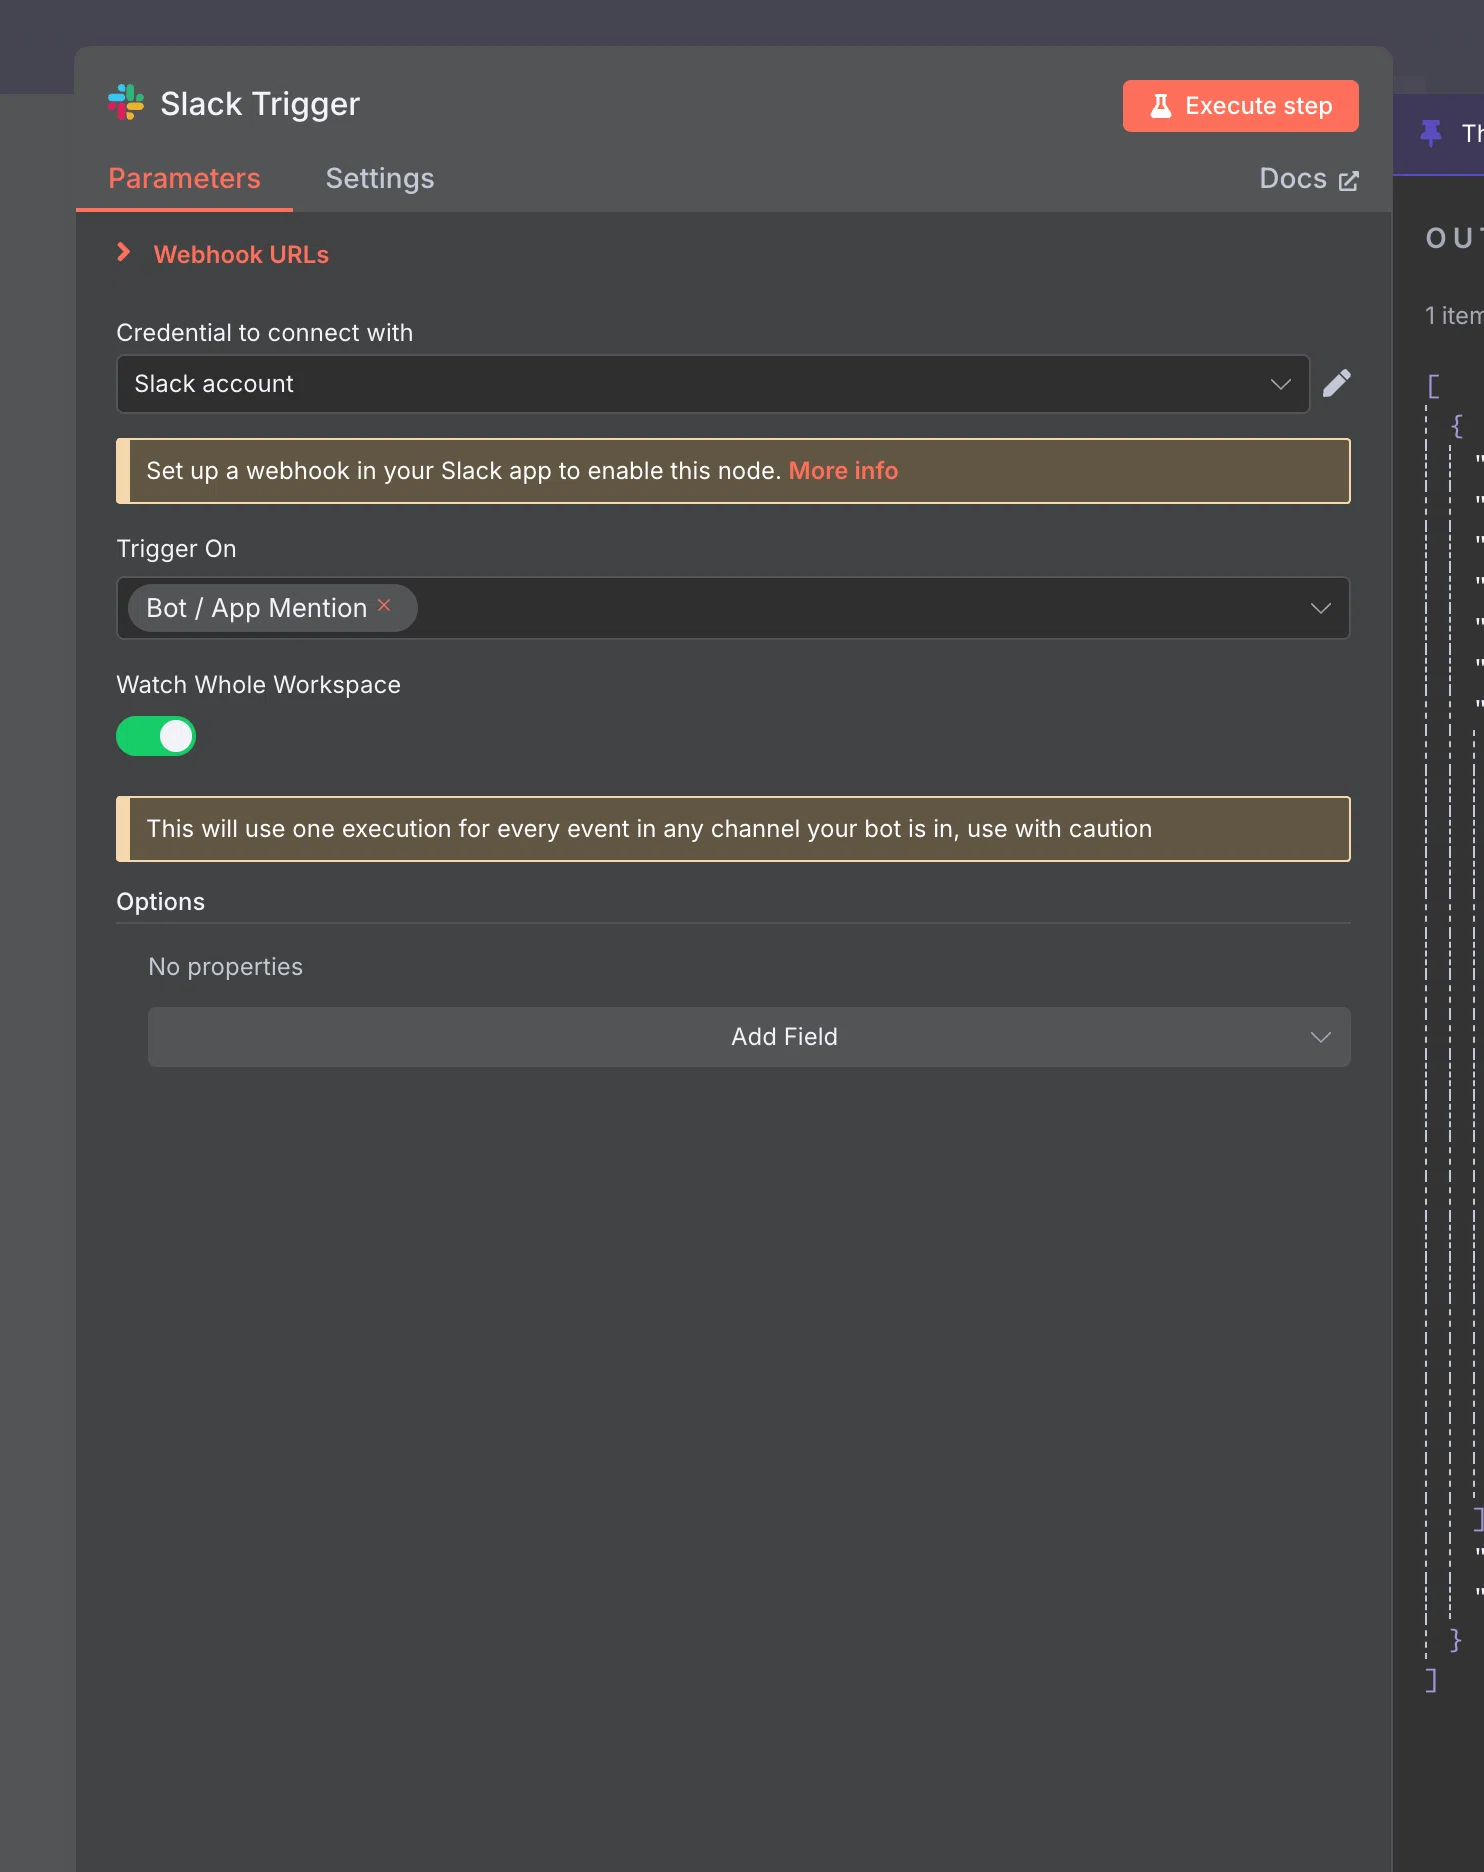 Slack Trigger
Execute step
Parameters
Settings
Docs
Webhook URLs
Credential to connect with
Slack account
Set up a webhook in your Slack app to enable this node. More info
Trigger On
Bot / App Mention
Watch Whole Workspace
This will use one execution for every event in any channel your bot is in, use with caution
Options
No properties
Add Field
Th
OUT
1 item
[
{
"
"
"
"
"
"
"
]
"
"
}
]